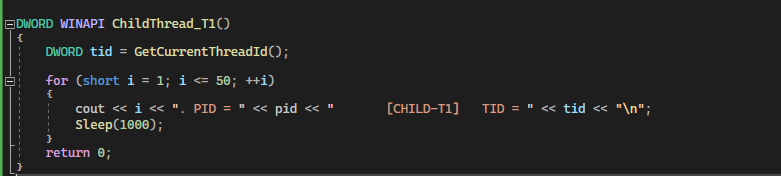 DWORD WINAPI ChildThread_T1()
{
    DWORD tid = GetCurrentThreadId();
    for (short i = 1; i <= 50; ++i)
    {
        cout << i << ". PID = " << pid << "       [CHILD-T1]   TID = " << tid << "\n";
        Sleep(1000);
    }
    return 0;
}